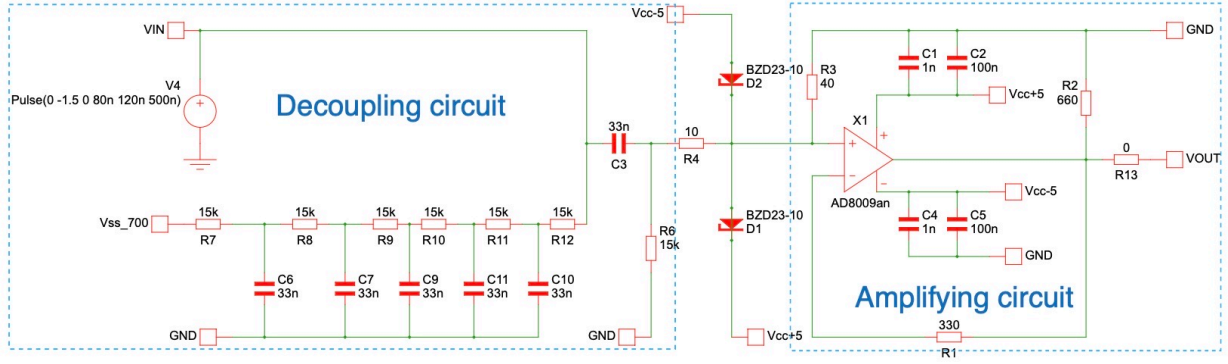 VIN
V4
Pulse(0 -1.5 0 80n 120n 500n)
Decoupling circuit
33n
C3
Vss_700
15k
R7
15k
R8
15k
R9
15k
R10
15k
R11
15k
R12
C6
33n
C7
33n
C9
33n
C11
33n
C10
33n
GND
R6
15k
GND
10
R4
Vcc-5
BZD23-10
D2
BZD23-10
D1
Vcc+5
R3
40
C1
1n
C2
100n
Vcc+5
GND
R2
660
X1
AD8009an
0
R13
VOUT
Vcc-5
C4
1n
C5
100n
GND
Amplifying circuit
330
R1